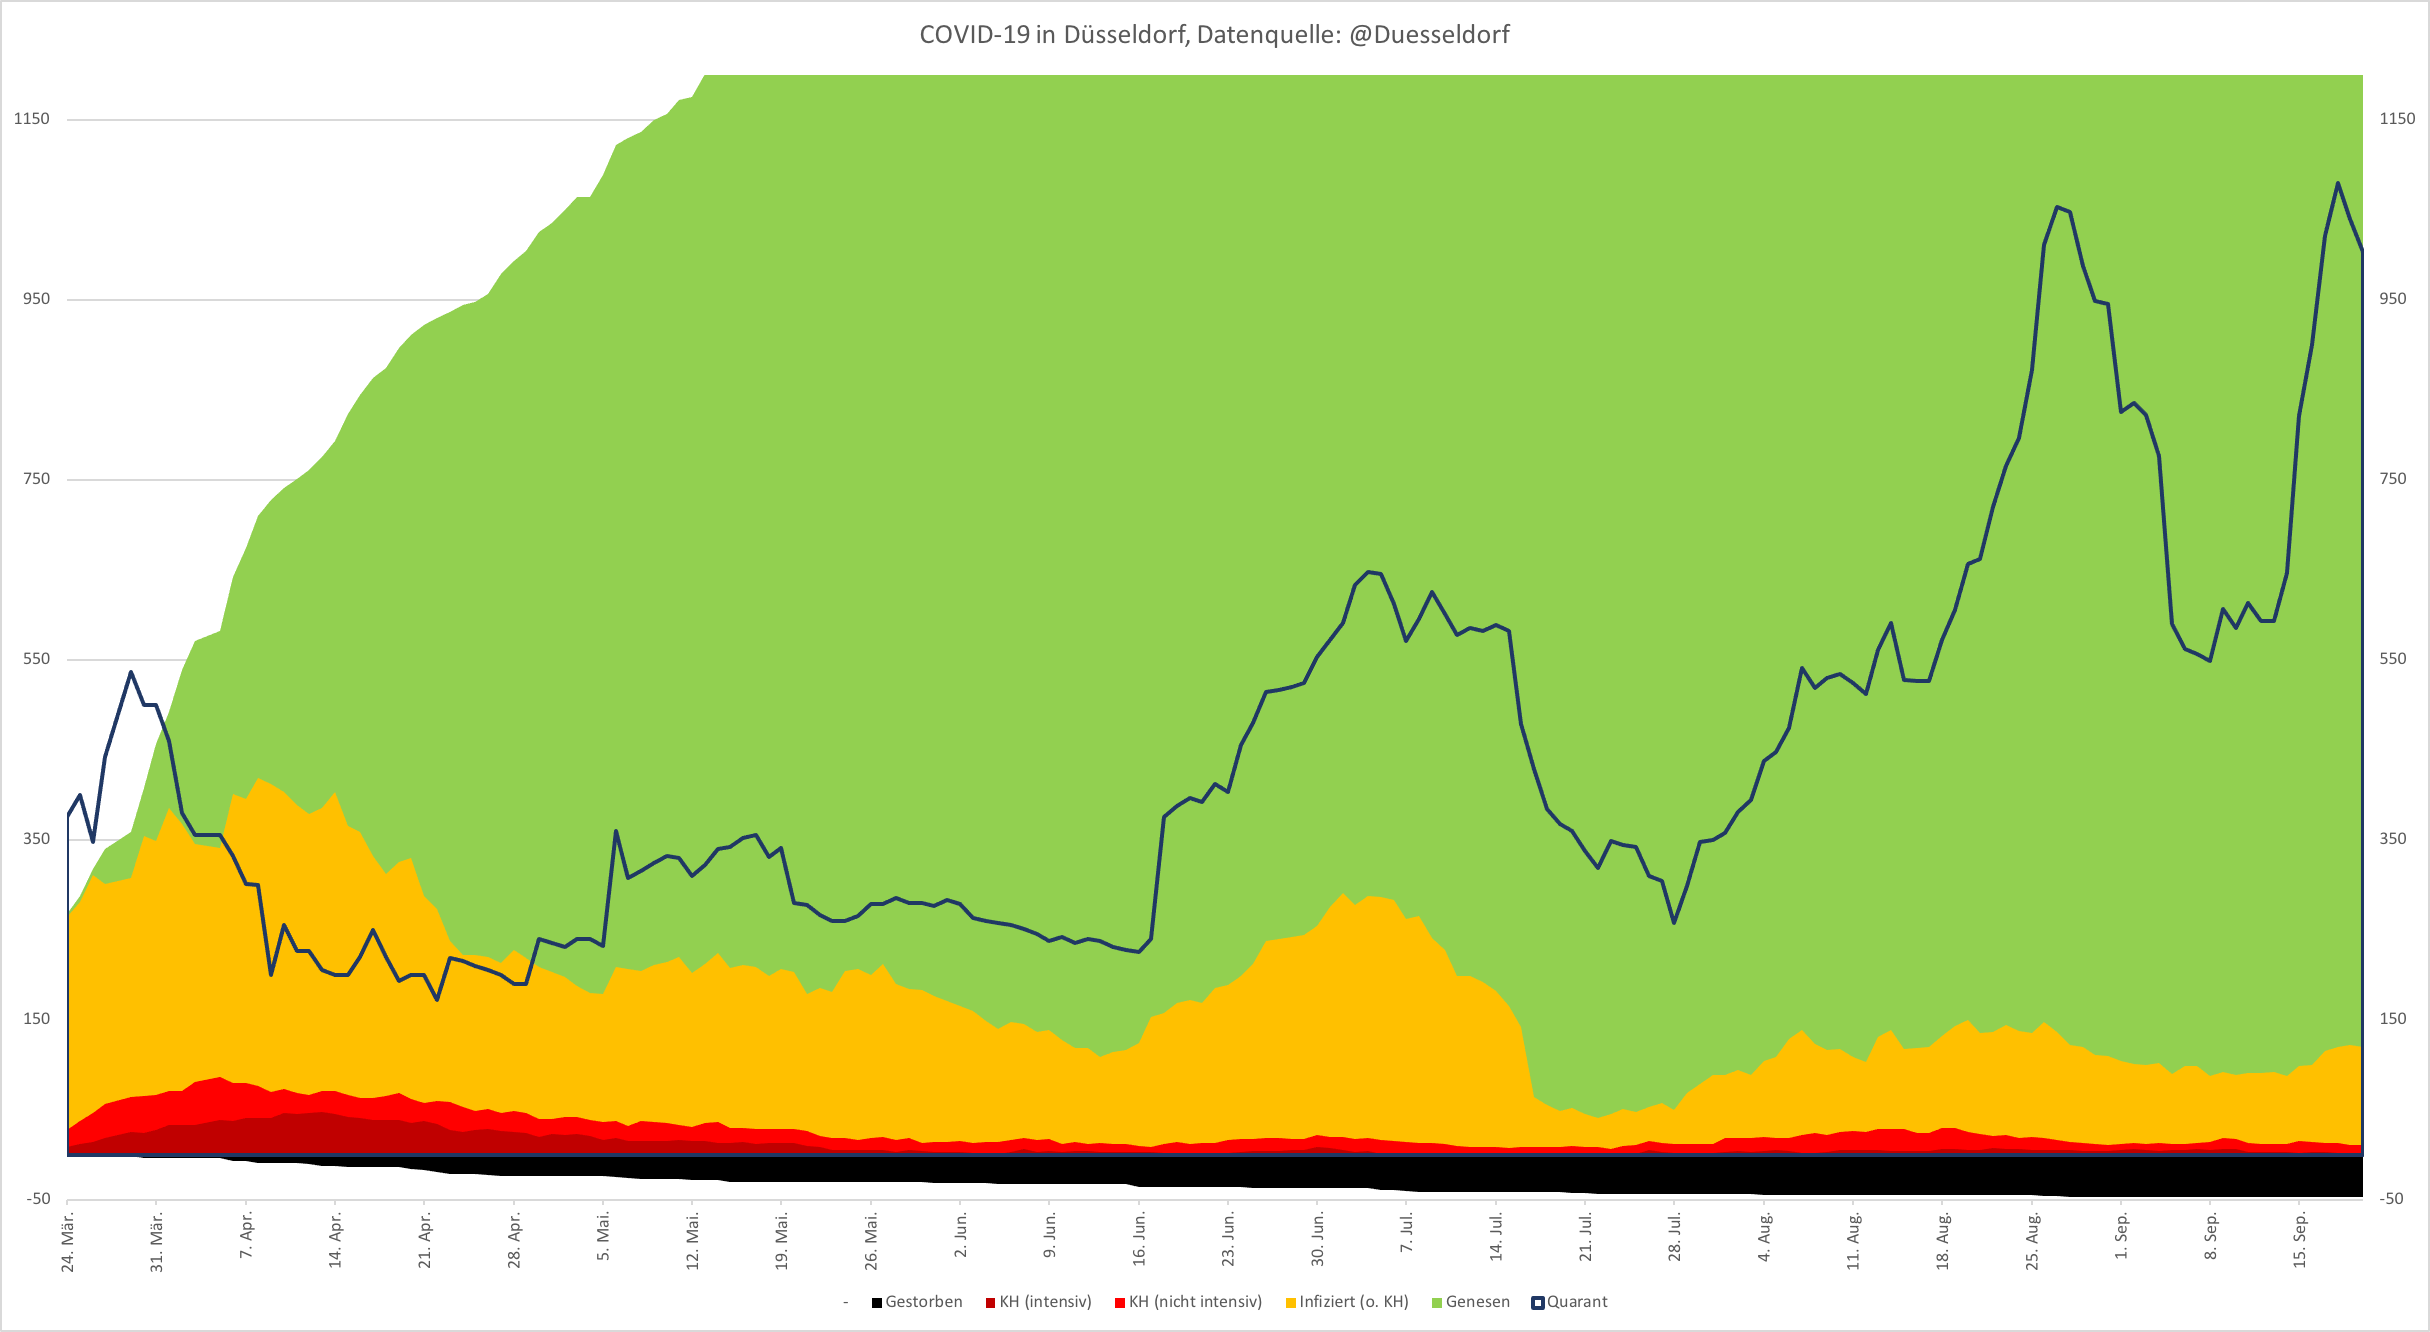 COVID-19 in Düsseldorf, Datenquelle: @Duesseldorf
1150 1150
950 950
750 750
550 550
350 350
150 150
-50 -50
24. Mär. 31. Mär. 7. Apr. 14. Apr. 21. Apr. 28. Apr. 5. Mai. 12. Mai. 19. Mai. 26. Mai. 2. Jun. 9. Jun. 16. Jun. 23. Jun. 30. Jun. 7. Jul. 14. Jul. 21. Jul. 28. Jul. 4. Aug. 11. Aug. 18. Aug. 25. Aug. 1. Sep. 8. Sep. 15. Sep.
- Gestorben KH (intensiv) KH (nicht intensiv) Infiziert (o. KH) Genesen Quarant